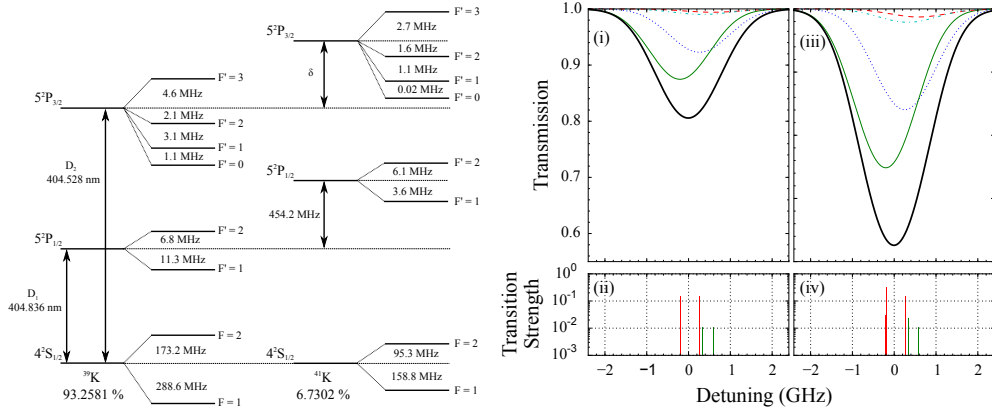 5²P₃/₂
F' = 3
2.7 MHz
1.6 MHz
F' = 2
1.1 MHz
F' = 1
0.02 MHz
F' = 0
δ
5²P₃/₂
F' = 3
4.6 MHz
2.1 MHz
F' = 2
3.1 MHz
F' = 1
1.1 MHz
F' = 0
D₂
404.528 nm
5²P₁/₂
F' = 2
6.1 MHz
3.6 MHz
F' = 1
454.2 MHz
5²P₁/₂
F' = 2
6.8 MHz
11.3 MHz
F' = 1
D₁
404.836 nm
4²S₁/₂
F = 2
173.2 MHz
288.6 MHz
F = 1
³⁹K
93.2581 %
4²S₁/₂
F = 2
95.3 MHz
158.8 MHz
F = 1
⁴¹K
6.7302 %
Transmission
1.0
0.9
0.8
0.7
0.6
(i)
(iii)
Transition
Strength
10⁰
10⁻¹
10⁻²
10⁻³
(ii)
(iv)
−2 −1 0 1 2
−2 −1 0 1 2
Detuning (GHz)